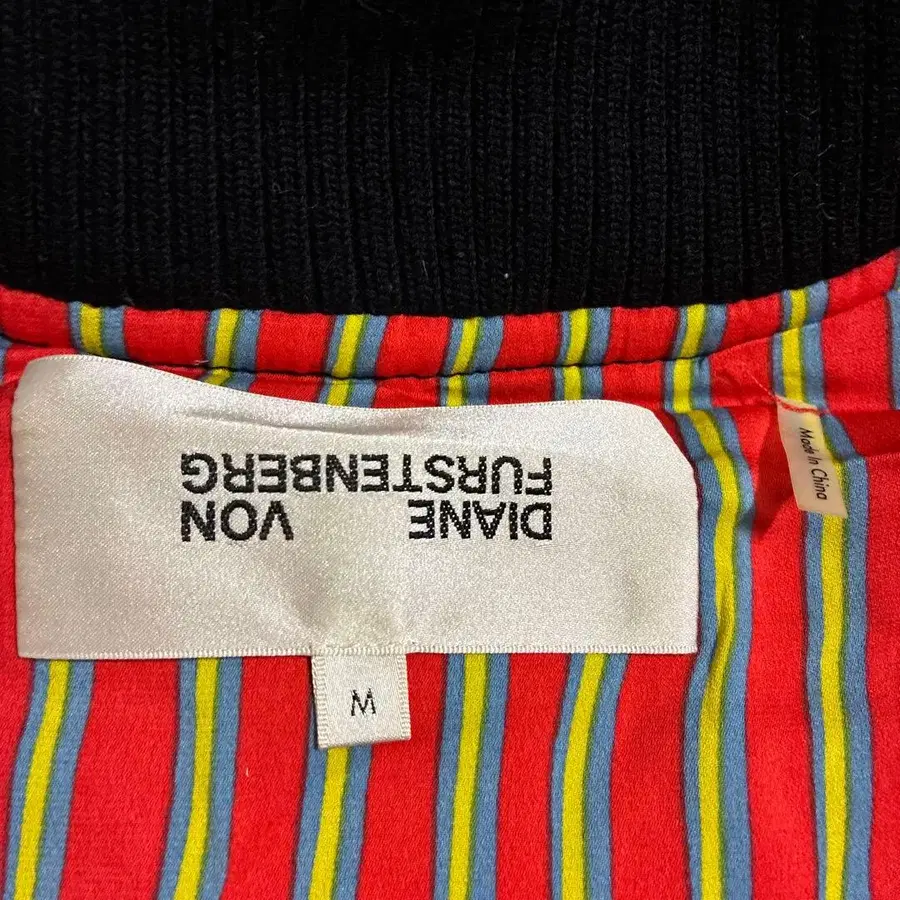 DIANE VON
FURSTENBERG
M
Made In China